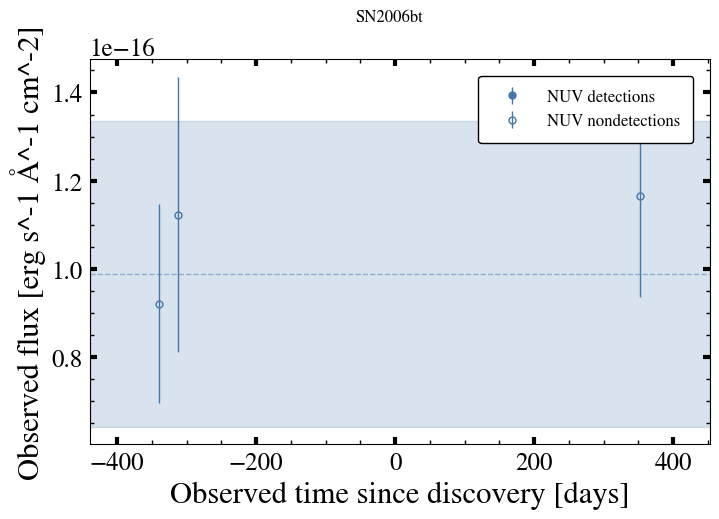 SN2006bt
1e−16
Observed flux [erg s^-1 Å^-1 cm^-2]
1.4
1.2
1.0
0.8
NUV detections
NUV nondetections
−400
−200
0
200
400
Observed time since discovery [days]